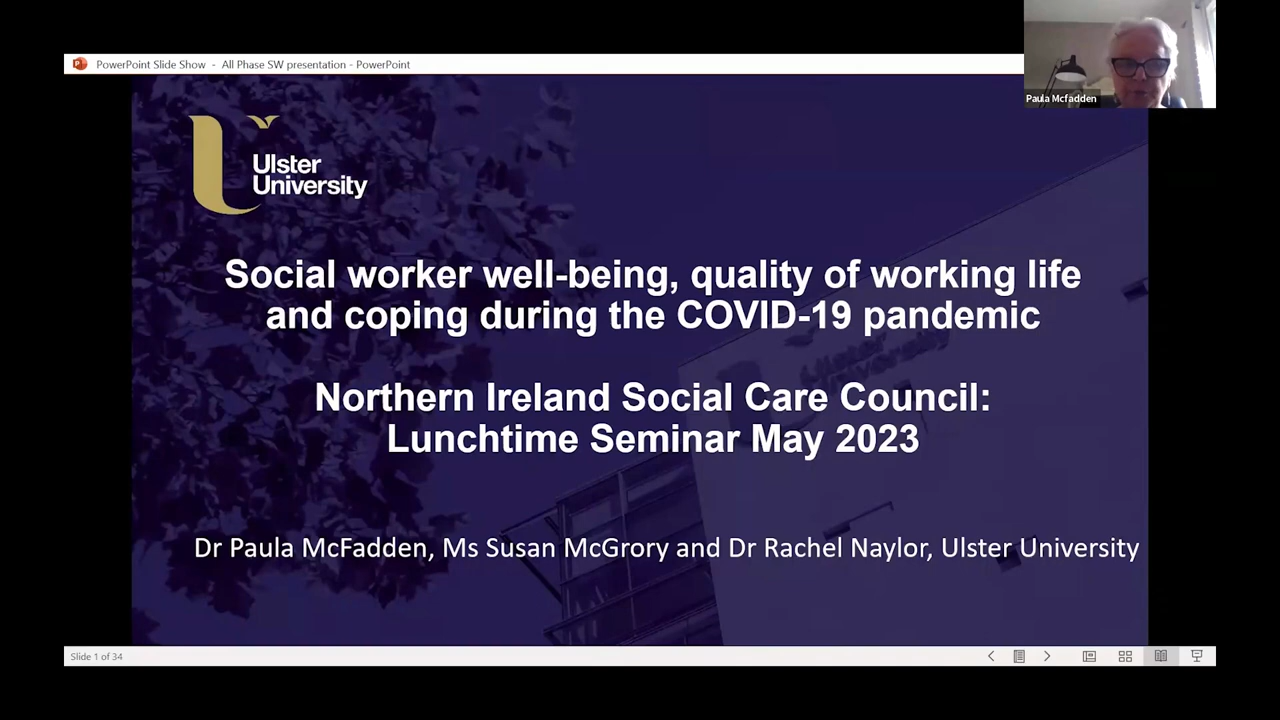 PowerPoint Slide Show - All Phase SW presentation - PowerPoint
Paula Mcfadden
Ulster
University
Social worker well-being, quality of working life
and coping during the COVID-19 pandemic
Northern Ireland Social Care Council:
Lunchtime Seminar May 2023
Dr Paula McFadden, Ms Susan McGrory and Dr Rachel Naylor, Ulster University
Slide 1 of 34